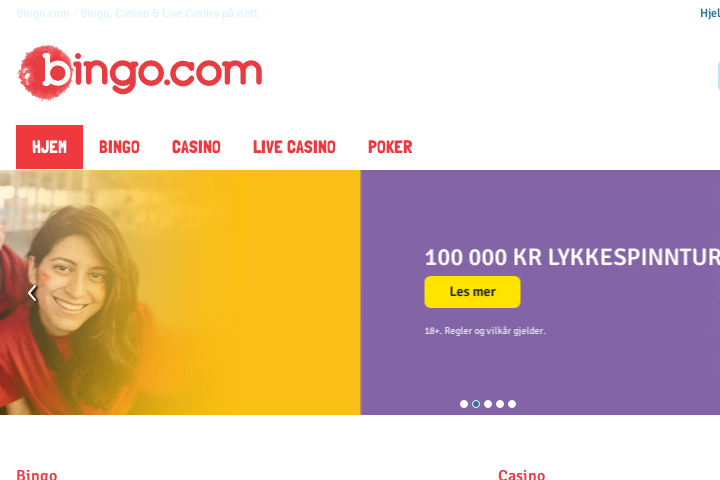 Bingo.com - Bingo, Casino & Live Casino på nett
bingo.com
HJEM BINGO CASINO LIVE CASINO POKER
100 000 KR LYKKESPINNTUR
Les mer
18+. Regler og vilkår gjelder.
Bingo Casino